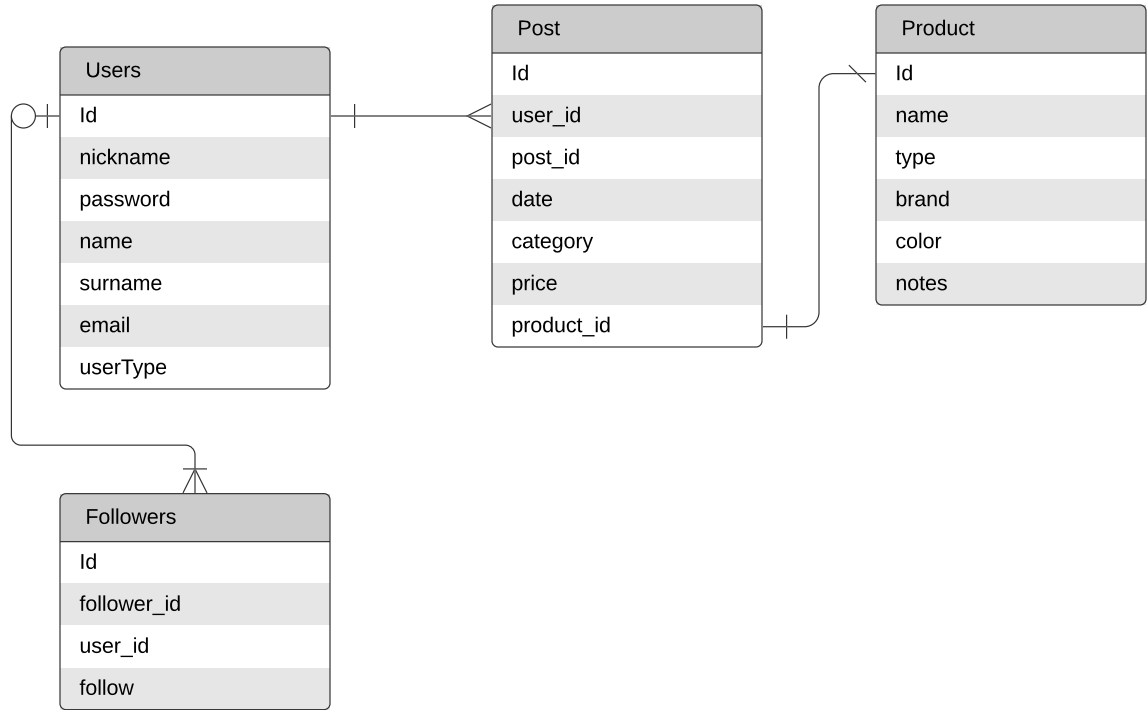 Users
Id
nickname
password
name
surname
email
userType
Post
Id
user_id
post_id
date
category
price
product_id
Product
Id
name
type
brand
color
notes
Followers
Id
follower_id
user_id
follow